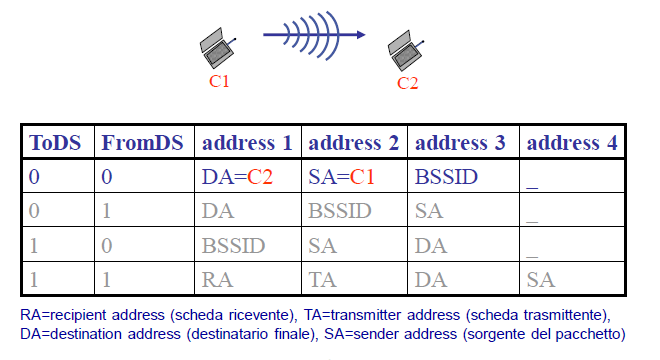 C1
C2
ToDS FromDS address 1 address 2 address 3 address 4
0 0 DA=C2 SA=C1 BSSID _
0 1 DA BSSID SA _
1 0 BSSID SA DA _
1 1 RA TA DA SA
RA=recipient address (scheda ricevente), TA=transmitter address (scheda trasmittente),
DA=destination address (destinatario finale), SA=sender address (sorgente del pacchetto)